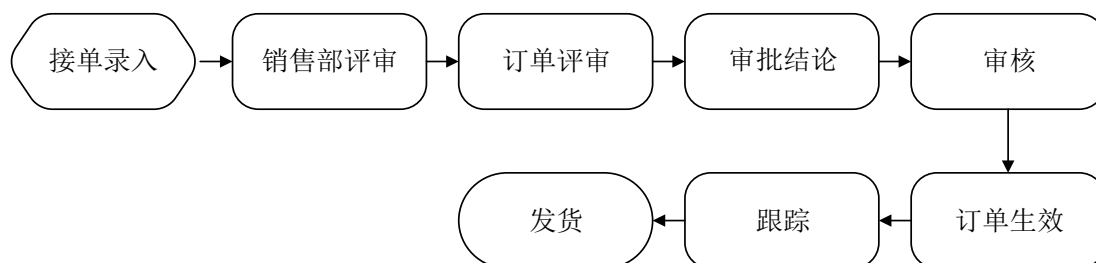 接单录入
销售部评审
订单评审
审批结论
审核
订单生效
跟踪
发货